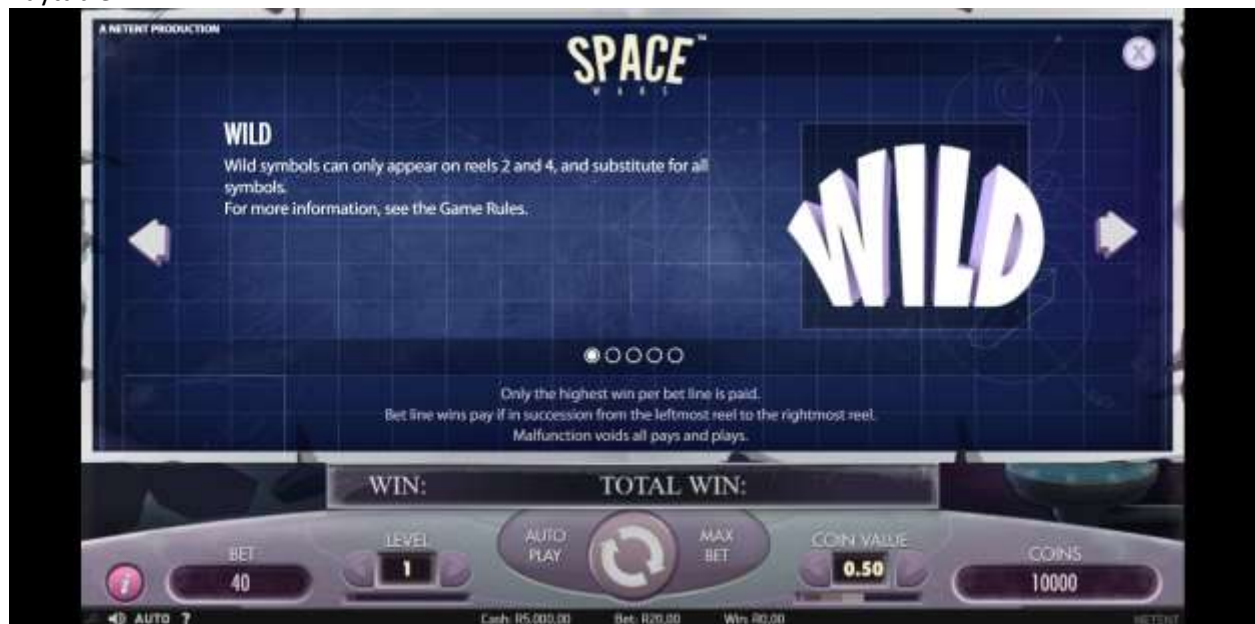 A NETENT PRODUCTION
SPACE™
WARS
WILD
Wild symbols can only appear on reels 2 and 4, and substitute for all
symbols.
For more information, see the Game Rules.
WILD
Only the highest win per bet line is paid.
Bet line wins pay if in succession from the leftmost reel to the rightmost reel.
Malfunction voids all pays and plays.
WIN: TOTAL WIN:
BET LEVEL AUTO PLAY MAX BET COIN VALUE COINS
40 1 0.50 10000
AUTO ? Cash: R5,000.00 Bet: R20.00 Win: R0.00 NETENT